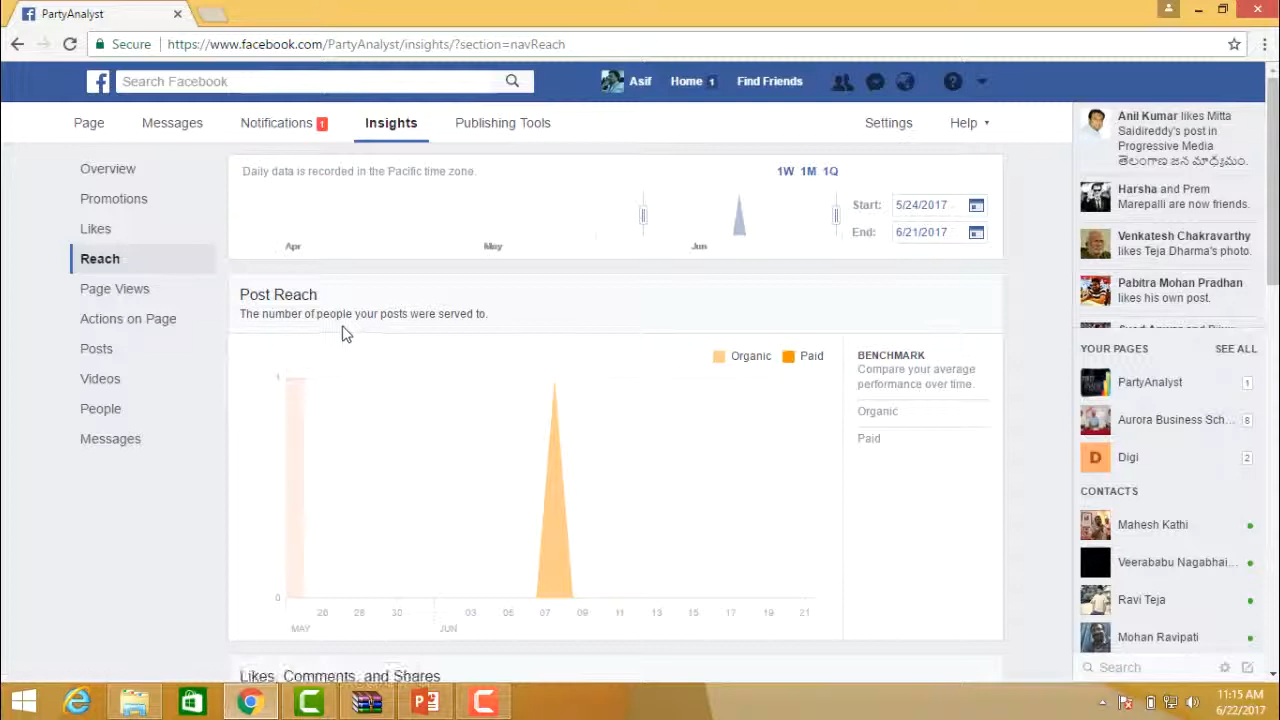 PartyAnalyst
Secure
https://www.facebook.com/PartyAnalyst/insights/?section=navReach
Search Facebook
Asif
Home 1
Find Friends
Page
Messages
Notifications 1
Insights
Publishing Tools
Settings
Help
Overview
Promotions
Likes
Reach
Page Views
Actions on Page
Posts
Videos
People
Messages
Daily data is recorded in the Pacific time zone.
1W 1M 1Q
Start: 5/24/2017
End: 6/21/2017
Apr May Jun
Post Reach
The number of people your posts were served to.
Organic Paid
1
0
26 28 30 03 05 07 09 11 13 15 17 19 21
MAY JUN
BENCHMARK
Compare your average
performance over time.
Organic
Paid
Likes, Comments, and Shares
Anil Kumar likes Mitta
Saidireddy's post in
Progressive Media
తెలంగాణ జన మాధ్యమం.
Harsha and Prem
Marepalli are now friends.
Venkatesh Chakravarthy
likes Teja Dharma's photo.
Pabitra Mohan Pradhan
likes his own post.
YOUR PAGES SEE ALL
PartyAnalyst 1
Aurora Business Sch... 8
Digi 2
D
CONTACTS
Mahesh Kathi
Veerababu Nagabhai...
Ravi Teja
Mohan Ravipati
Search
11:15 AM
6/22/2017